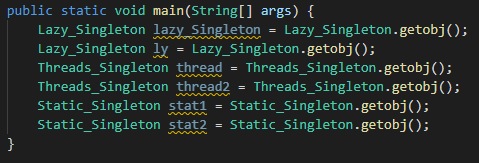 public static void main(String[] args) {
Lazy_Singleton lazy_Singleton = Lazy_Singleton.getobj();
Lazy_Singleton ly = Lazy_Singleton.getobj();
Threads_Singleton thread = Threads_Singleton.getobj();
Threads_Singleton thread2 = Threads_Singleton.getobj();
Static_Singleton stat1 = Static_Singleton.getobj();
Static_Singleton stat2 = Static_Singleton.getobj();
}